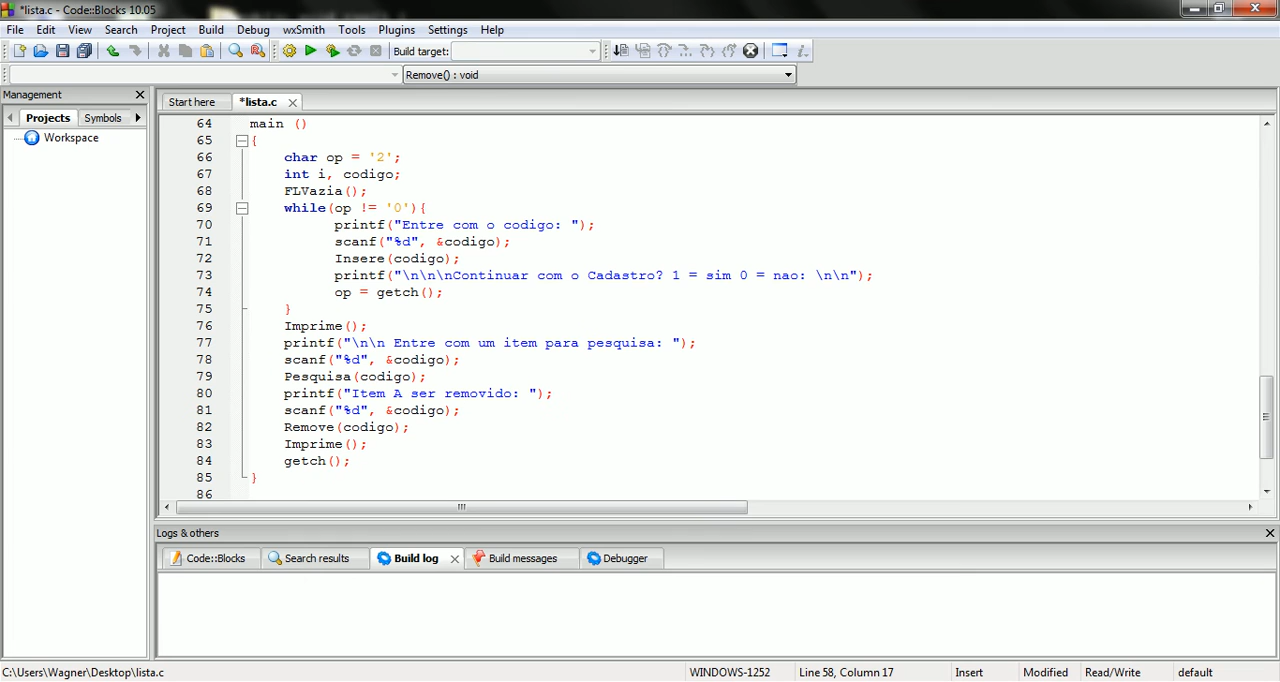 *lista.c - Code::Blocks 10.05
File Edit View Search Project Build Debug wxSmith Tools Plugins Settings Help
Build target:
Remove() : void
Management
Start here *lista.c
Projects Symbols
Workspace
64 main ()
65 {
66 char op = '2';
67 int i, codigo;
68 FLVazia();
69 while(op != '0'){
70 printf("Entre com o codigo: ");
71 scanf("%d", &codigo);
72 Insere(codigo);
73 printf("\n\n\nContinuar com o Cadastro? 1 = sim 0 = nao: \n\n");
74 op = getch();
75 }
76 Imprime();
77 printf("\n\n Entre com um item para pesquisa: ");
78 scanf("%d", &codigo);
79 Pesquisa(codigo);
80 printf("Item A ser removido: ");
81 scanf("%d", &codigo);
82 Remove(codigo);
83 Imprime();
84 getch();
85 }
86
Logs & others
Code::Blocks Search results Build log Build messages Debugger
C:\Users\Wagner\Desktop\lista.c WINDOWS-1252 Line 58, Column 17 Insert Modified Read/Write default